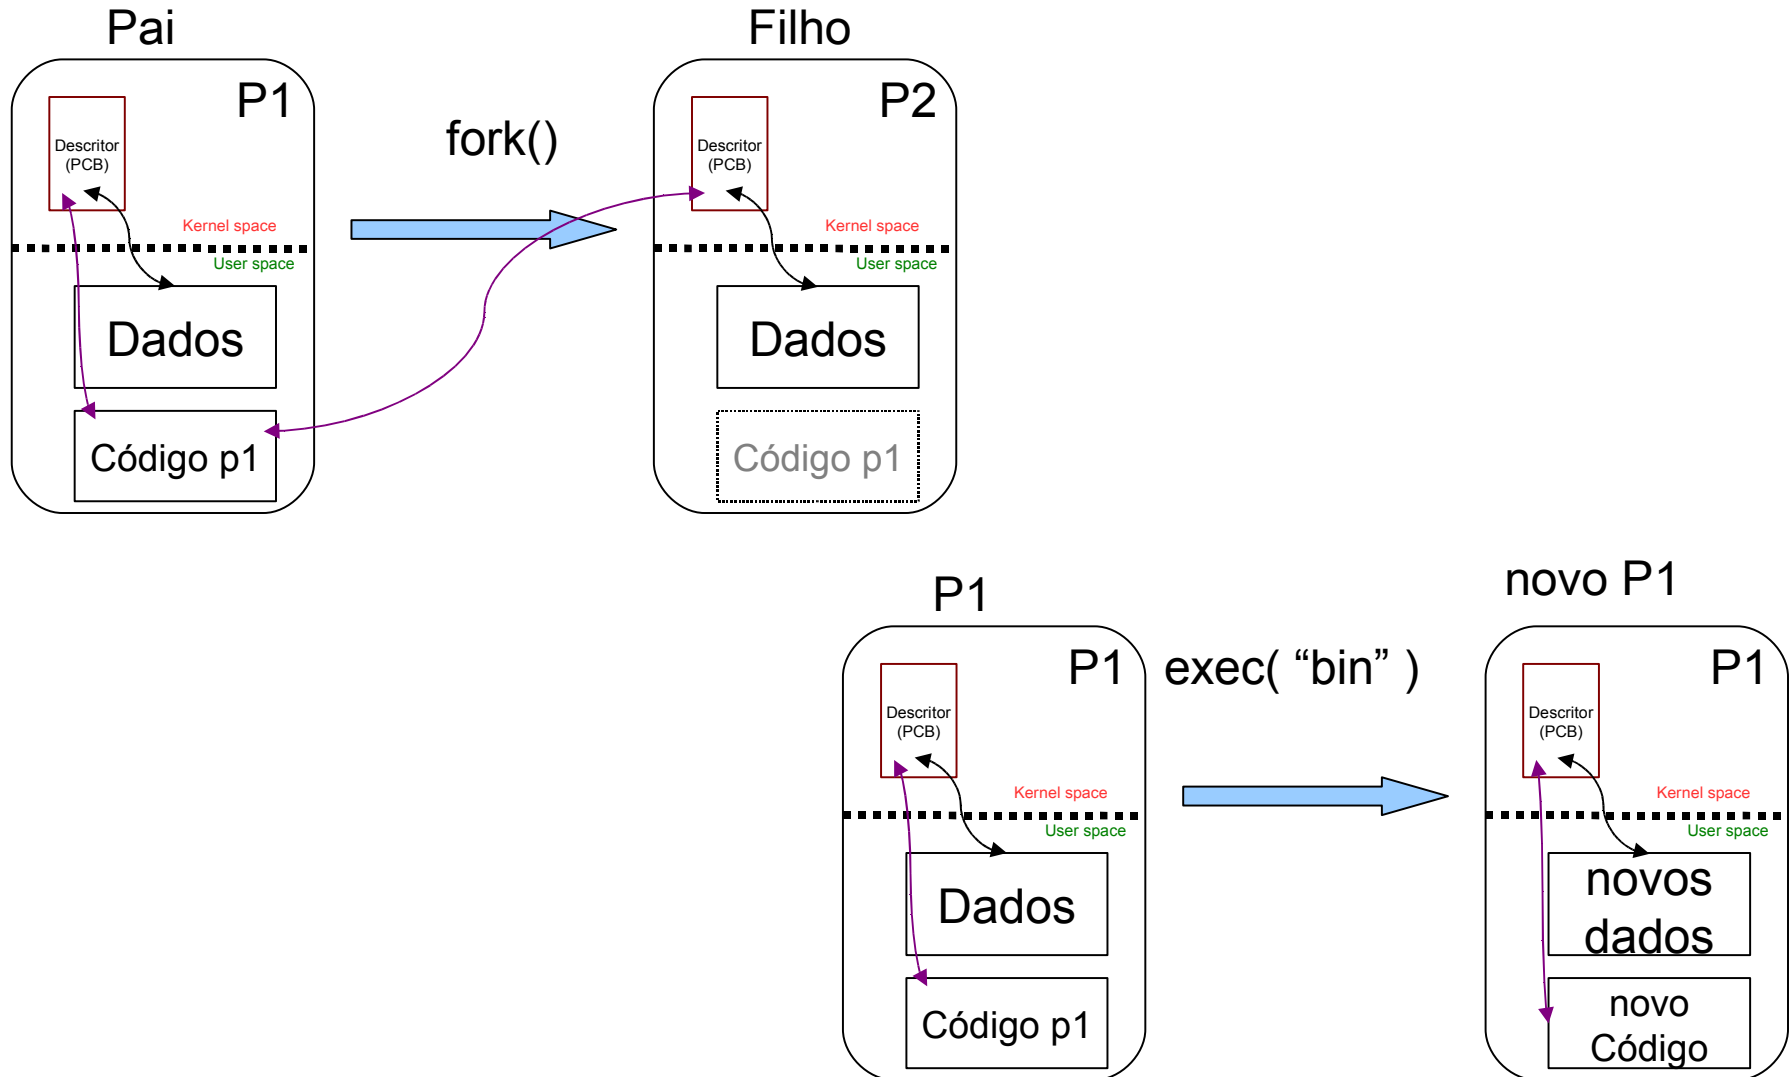 Pai
Filho
P1
P2
fork()
Descritor
(PCB)
Descritor
(PCB)
Kernel space
Kernel space
User space
User space
Dados
Dados
Código p1
Código p1
P1
novo P1
P1
exec( “bin” )
P1
Descritor
(PCB)
Descritor
(PCB)
Kernel space
Kernel space
User space
User space
Dados
novos
dados
Código p1
novo
Código